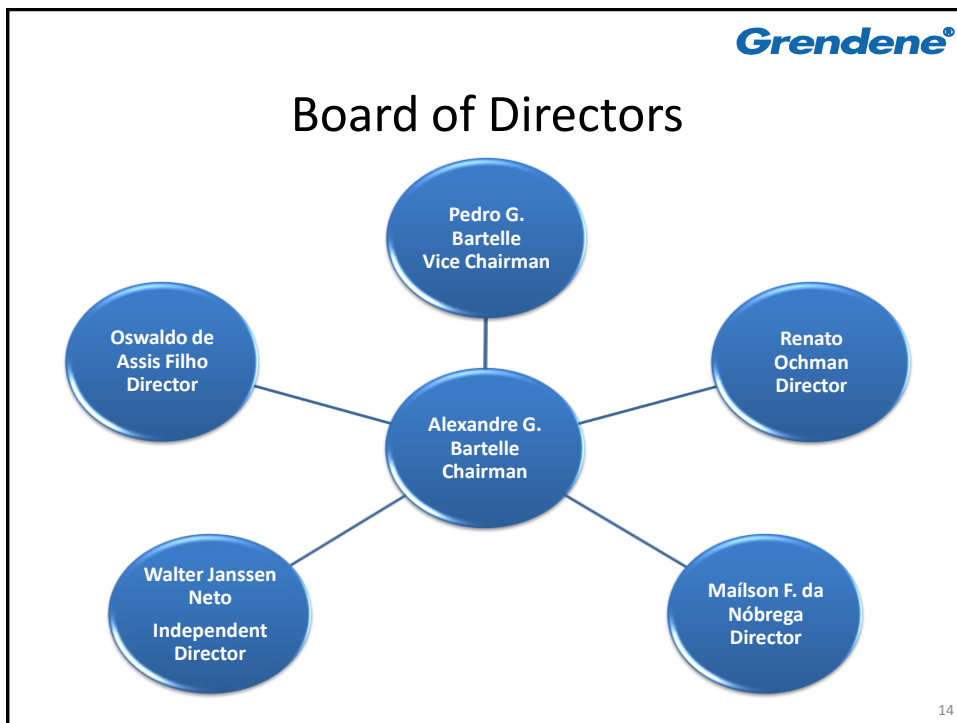 Grendene®
Board of Directors
Pedro G.
Bartelle
Vice Chairman
Oswaldo de
Assis Filho
Director
Renato
Ochman
Director
Alexandre G.
Bartelle
Chairman
Walter Janssen
Neto
Independent
Director
Maílson F. da
Nóbrega
Director
14